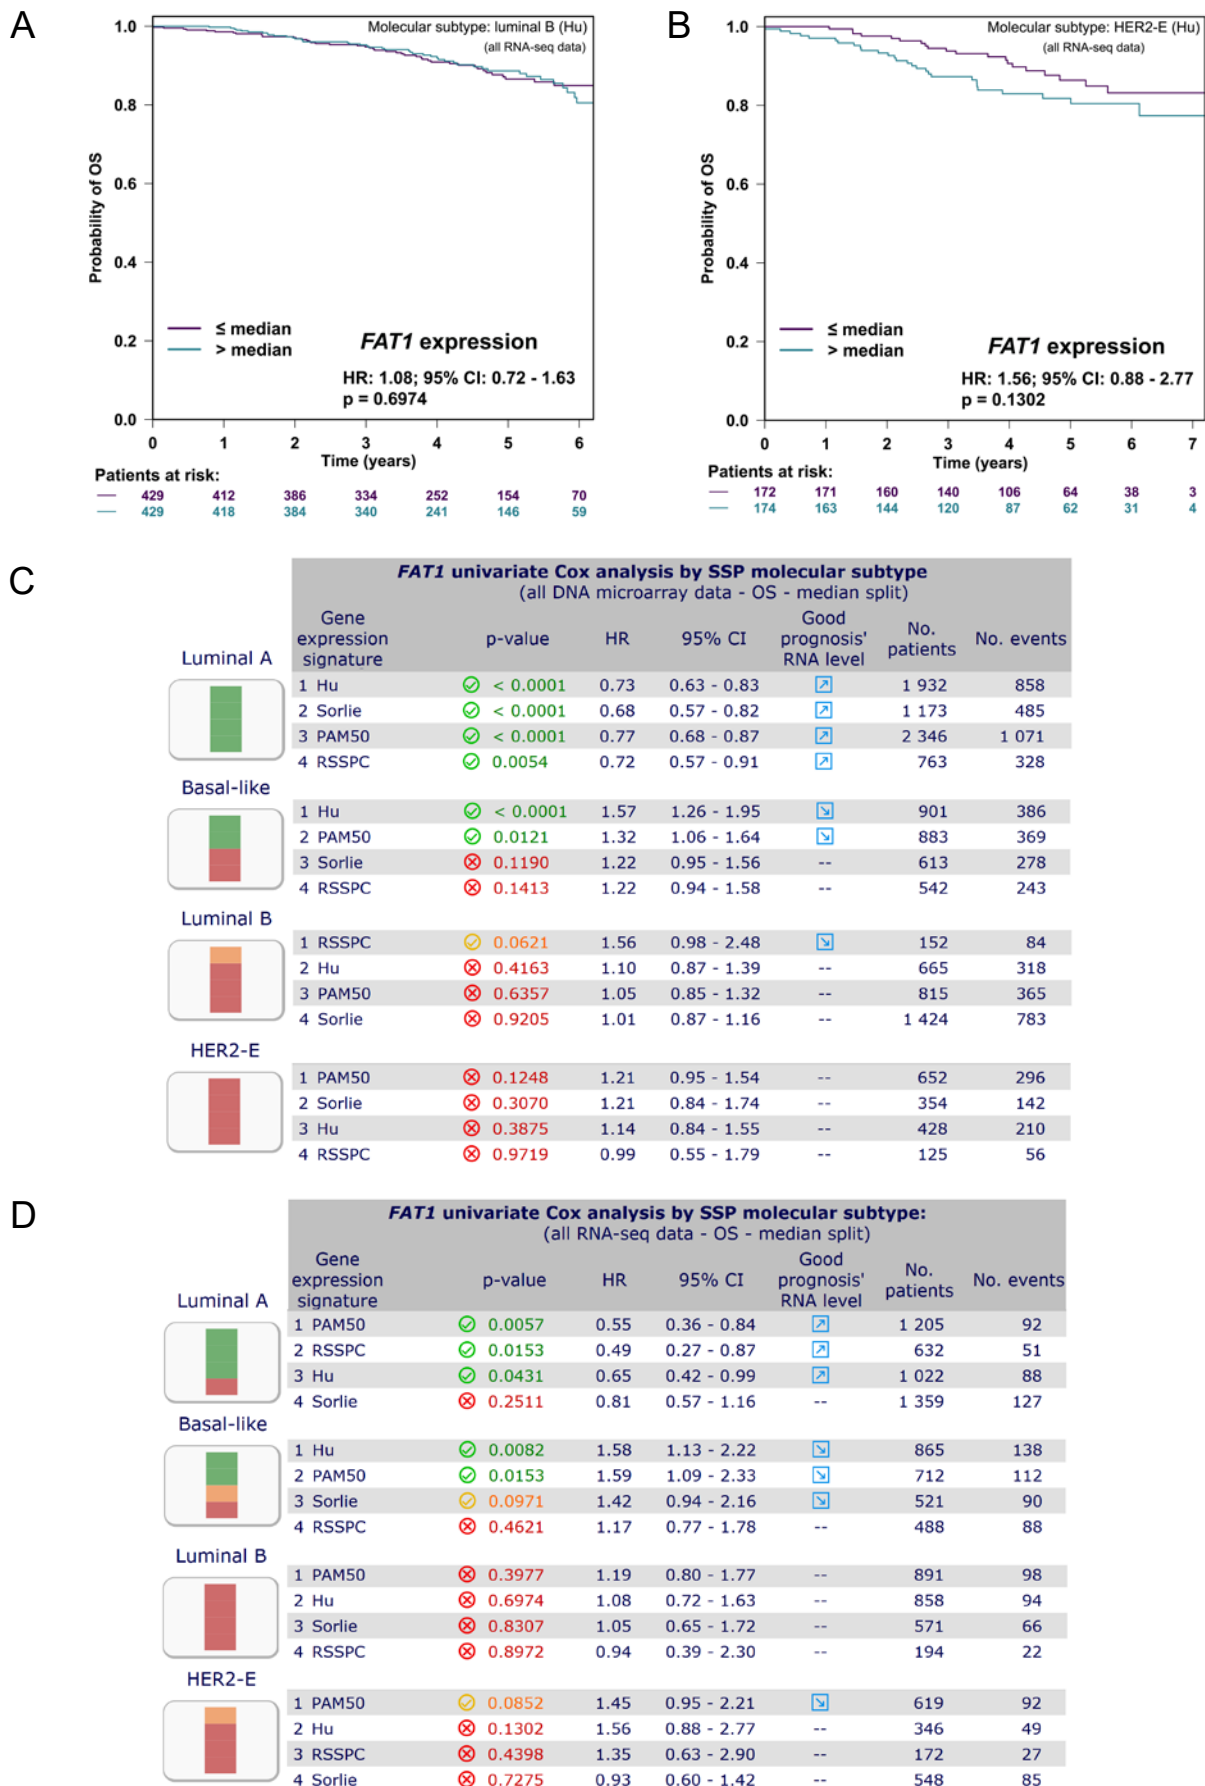 A
1.0
0.8
0.6
0.4
0.2
0.0
Probability of OS
Molecular subtype: luminal B (Hu)
(all RNA-seq data)
≤ median
> median
FAT1 expression
HR: 1.08; 95% CI: 0.72 - 1.63
p = 0.6974
0 1 2 3 4 5 6
Time (years)
Patients at risk:
429 412 386 334 252 154 70
429 418 384 340 241 146 59
B
1.0
0.8
0.6
0.4
0.2
0.0
Probability of OS
Molecular subtype: HER2-E (Hu)
(all RNA-seq data)
≤ median
> median
FAT1 expression
HR: 1.56; 95% CI: 0.88 - 2.77
p = 0.1302
0 1 2 3 4 5 6 7
Time (years)
Patients at risk:
172 171 160 140 106 64 38 3
174 163 144 120 87 62 31 4
C
FAT1 univariate Cox analysis by SSP molecular subtype
(all DNA microarray data - OS - median split)
Gene expression signature p-value HR 95% CI Good prognosis' RNA level No. patients No. events
Luminal A
1 Hu < 0.0001 0.73 0.63 - 0.83 1 932 858
2 Sorlie < 0.0001 0.68 0.57 - 0.82 1 173 485
3 PAM50 < 0.0001 0.77 0.68 - 0.87 2 346 1 071
4 RSSPC 0.0054 0.72 0.57 - 0.91 763 328
Basal-like
1 Hu < 0.0001 1.57 1.26 - 1.95 901 386
2 PAM50 0.0121 1.32 1.06 - 1.64 883 369
3 Sorlie 0.1190 1.22 0.95 - 1.56 -- 613 278
4 RSSPC 0.1413 1.22 0.94 - 1.58 -- 542 243
Luminal B
1 RSSPC 0.0621 1.56 0.98 - 2.48 152 84
2 Hu 0.4163 1.10 0.87 - 1.39 -- 665 318
3 PAM50 0.6357 1.05 0.85 - 1.32 -- 815 365
4 Sorlie 0.9205 1.01 0.87 - 1.16 -- 1 424 783
HER2-E
1 PAM50 0.1248 1.21 0.95 - 1.54 -- 652 296
2 Sorlie 0.3070 1.21 0.84 - 1.74 -- 354 142
3 Hu 0.3875 1.14 0.84 - 1.55 -- 428 210
4 RSSPC 0.9719 0.99 0.55 - 1.79 -- 125 56
D
FAT1 univariate Cox analysis by SSP molecular subtype:
(all RNA-seq data - OS - median split)
Gene expression signature p-value HR 95% CI Good prognosis' RNA level No. patients No. events
Luminal A
1 PAM50 0.0057 0.55 0.36 - 0.84 1 205 92
2 RSSPC 0.0153 0.49 0.27 - 0.87 632 51
3 Hu 0.0431 0.65 0.42 - 0.99 1 022 88
4 Sorlie 0.2511 0.81 0.57 - 1.16 -- 1 359 127
Basal-like
1 Hu 0.0082 1.58 1.13 - 2.22 865 138
2 PAM50 0.0153 1.59 1.09 - 2.33 712 112
3 Sorlie 0.0971 1.42 0.94 - 2.16 521 90
4 RSSPC 0.4621 1.17 0.77 - 1.78 -- 488 88
Luminal B
1 PAM50 0.3977 1.19 0.80 - 1.77 -- 891 98
2 Hu 0.6974 1.08 0.72 - 1.63 -- 858 94
3 Sorlie 0.8307 1.05 0.65 - 1.72 -- 571 66
4 RSSPC 0.8972 0.94 0.39 - 2.30 -- 194 22
HER2-E
1 PAM50 0.0852 1.45 0.95 - 2.21 619 92
2 Hu 0.1302 1.56 0.88 - 2.77 -- 346 49
3 RSSPC 0.4398 1.35 0.63 - 2.90 -- 172 27
4 Sorlie 0.7275 0.93 0.60 - 1.42 -- 548 85